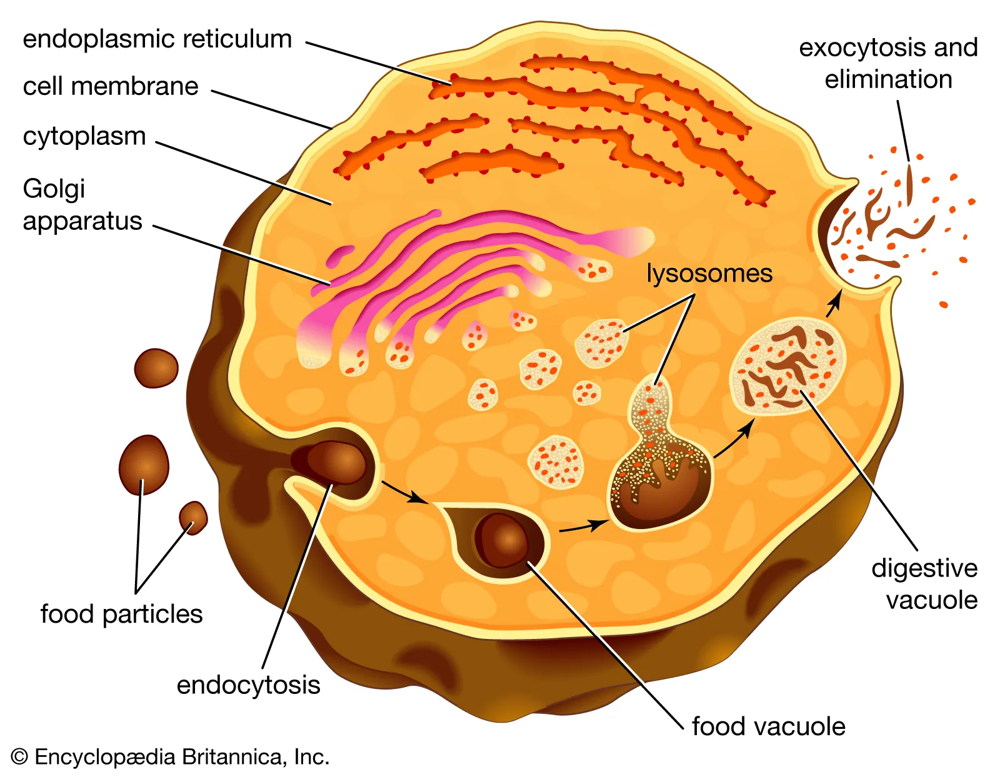 endoplasmic reticulum
cell membrane
cytoplasm
Golgi
apparatus
exocytosis and
elimination
lysosomes
digestive
vacuole
food particles
endocytosis
food vacuole
© Encyclopædia Britannica, Inc.